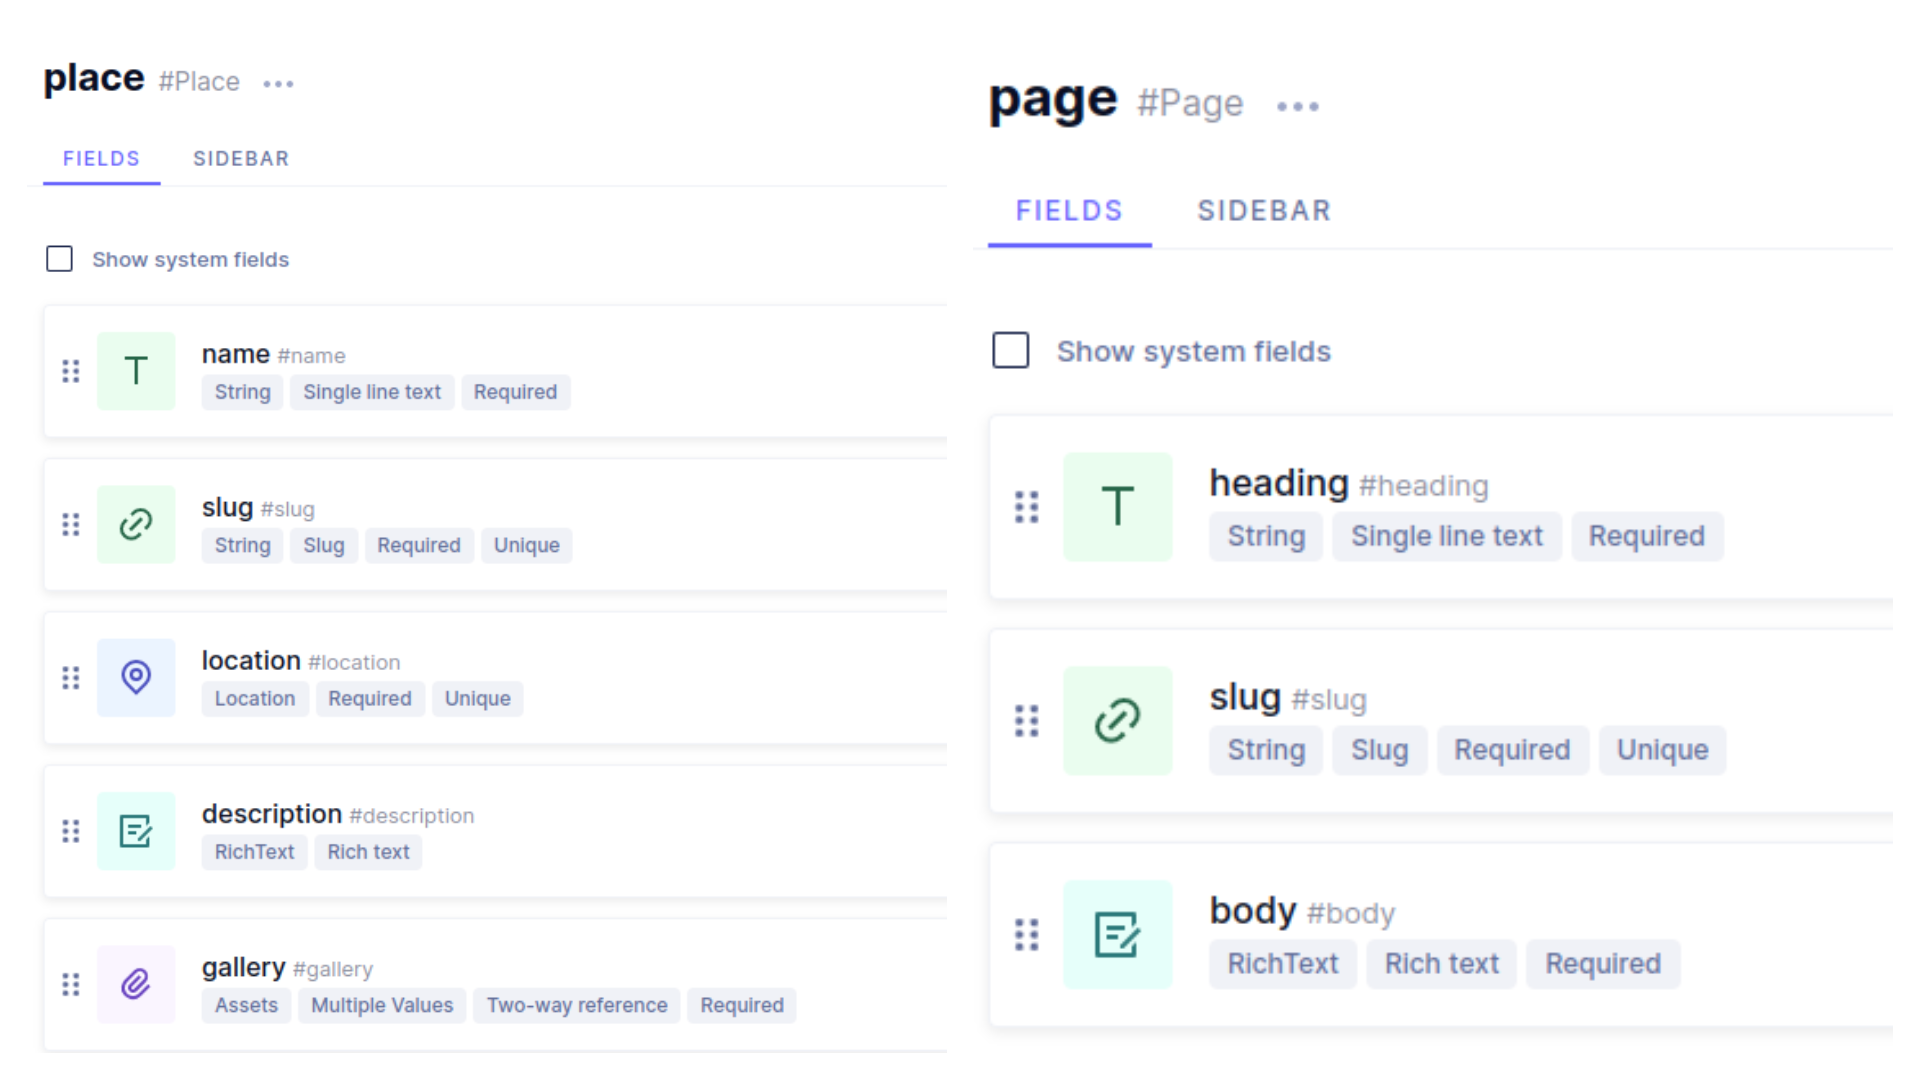 place #Place
FIELDS SIDEBAR
Show system fields
name #name
String Single line text Required
slug #slug
String Slug Required Unique
location #location
Location Required Unique
description #description
RichText Rich text
gallery #gallery
Assets Multiple Values Two-way reference Required
page #Page
FIELDS SIDEBAR
Show system fields
heading #heading
String Single line text Required
slug #slug
String Slug Required Unique
body #body
RichText Rich text Required